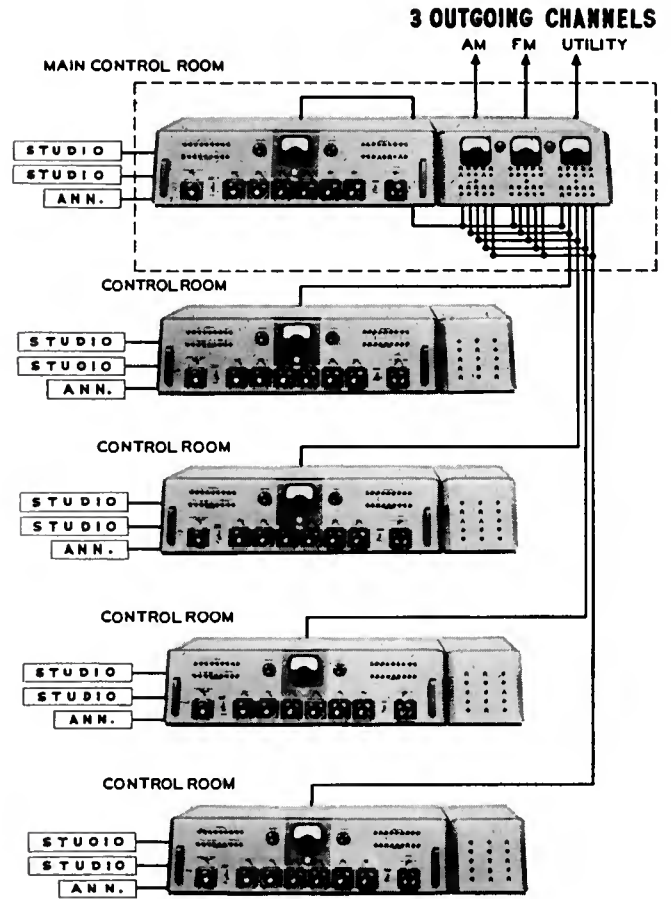 3 OUTGOING CHANNELS
AM FM UTILITY
MAIN CONTROL ROOM
STUDIO
STUDIO
ANN.
CONTROL ROOM
STUDIO
STUDIO
ANN.
CONTROL ROOM
STUDIO
STUDIO
ANN.
CONTROL ROOM
STUDIO
STUDIO
ANN.
CONTROL ROOM
STUDIO
STUDIO
ANN.